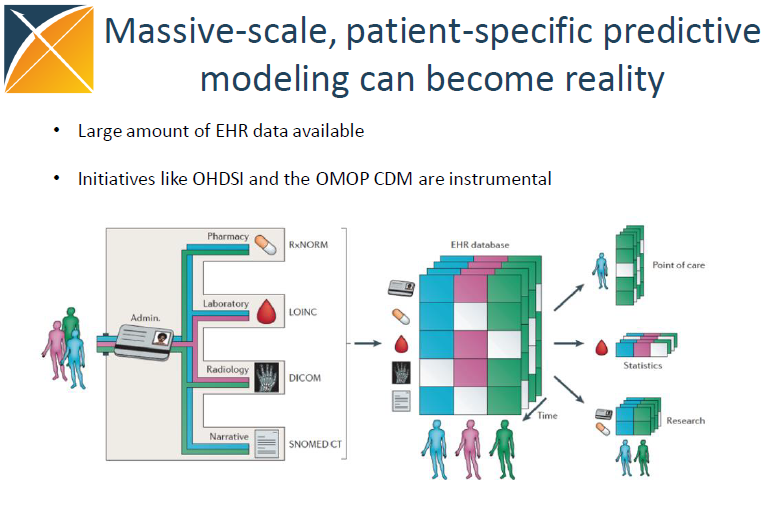 Massive-scale, patient-specific predictive
modeling can become reality
• Large amount of EHR data available
• Initiatives like OHDSI and the OMOP CDM are instrumental
Pharmacy
RxNORM
Laboratory
LOINC
Admin.
Radiology
DICOM
Narrative
SNOMED CT
EHR database
Time
Point of care
Statistics
Research